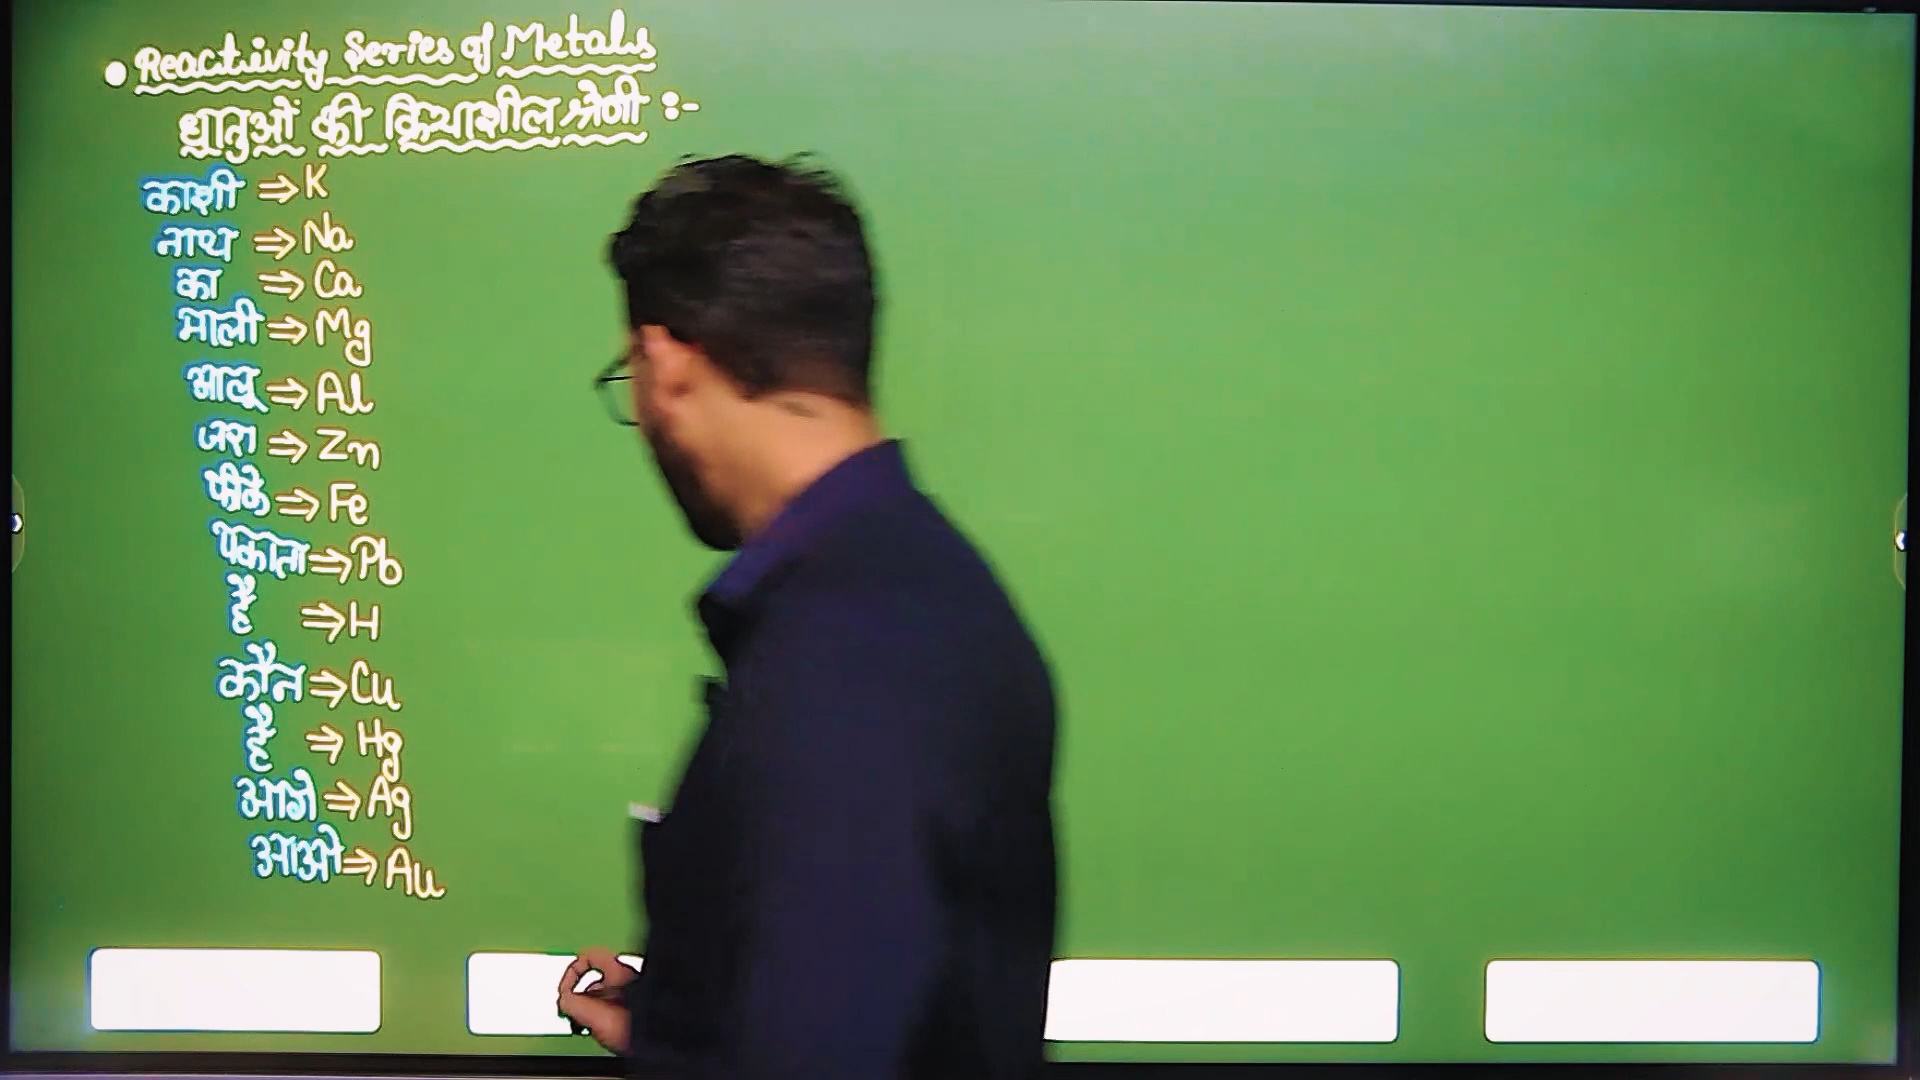 • Reactivity Series of Metals
धातुओं की क्रियाशील श्रेणी :-
काशी ⇒ K
नाथ ⇒ Na
का ⇒ Ca
माली ⇒ Mg
आलू ⇒ Al
जरा ⇒ Zn
फीके ⇒ Fe
पकाता ⇒ Pb
है ⇒ H
कौन ⇒ Cu
है ⇒ Hg
आगे ⇒ Ag
आओ ⇒ Au